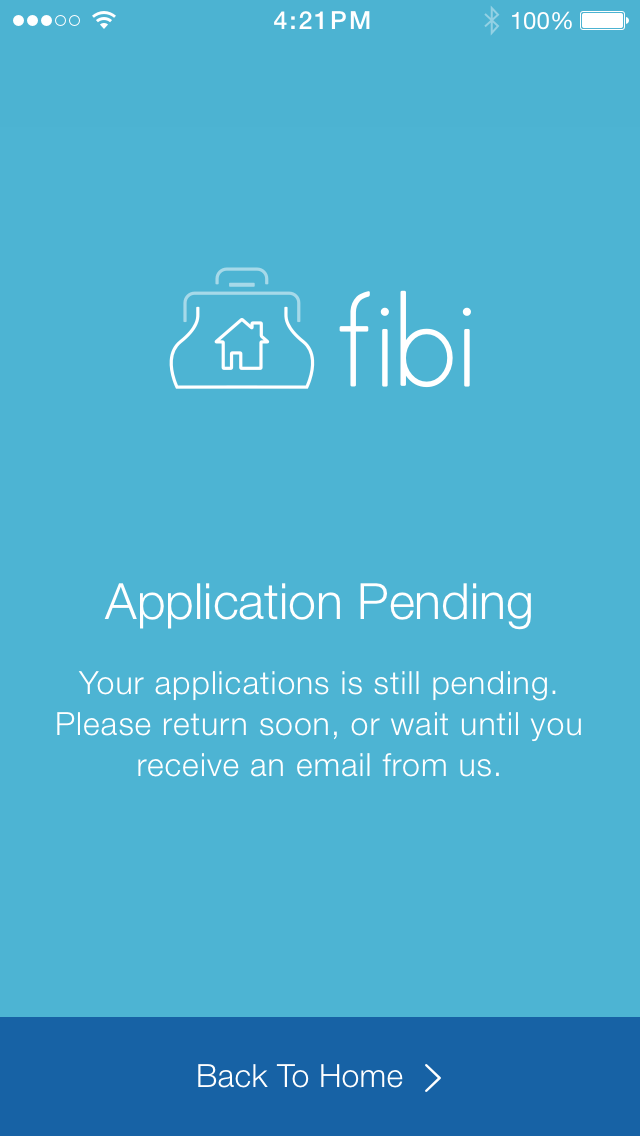 4:21PM
100%
fibi
Application Pending
Your applications is still pending.
Please return soon, or wait until you
receive an email from us.
Back To Home